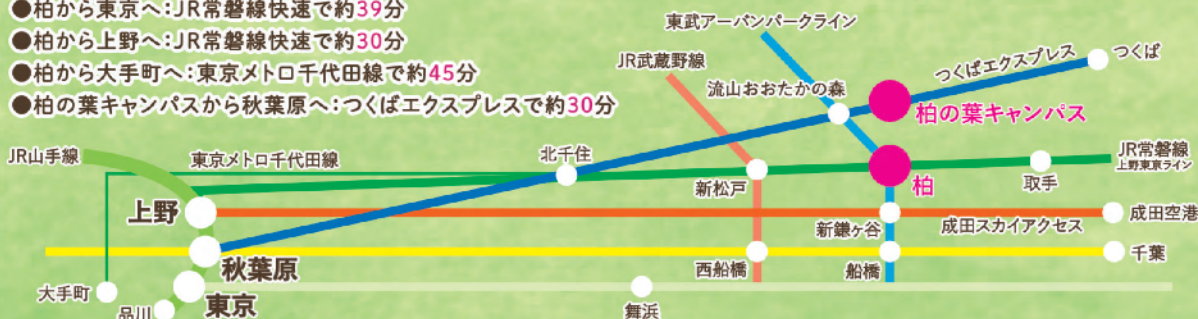 ●柏から東京へ:JR常磐線快速で約39分
●柏から上野へ:JR常磐線快速で約30分
●柏から大手町へ:東京メトロ千代田線で約45分
●柏の葉キャンパスから秋葉原へ:つくばエクスプレスで約30分
東武アーバンパークライン
JR武蔵野線
流山おおたかの森
つくばエクスプレス
つくば
柏の葉キャンパス
JR山手線
東京メトロ千代田線
北千住
新松戸
柏
取手
JR常磐線
上野東京ライン
上野
新鎌ヶ谷
成田スカイアクセス
成田空港
秋葉原
西船橋
船橋
千葉
大手町
品川
東京
舞浜